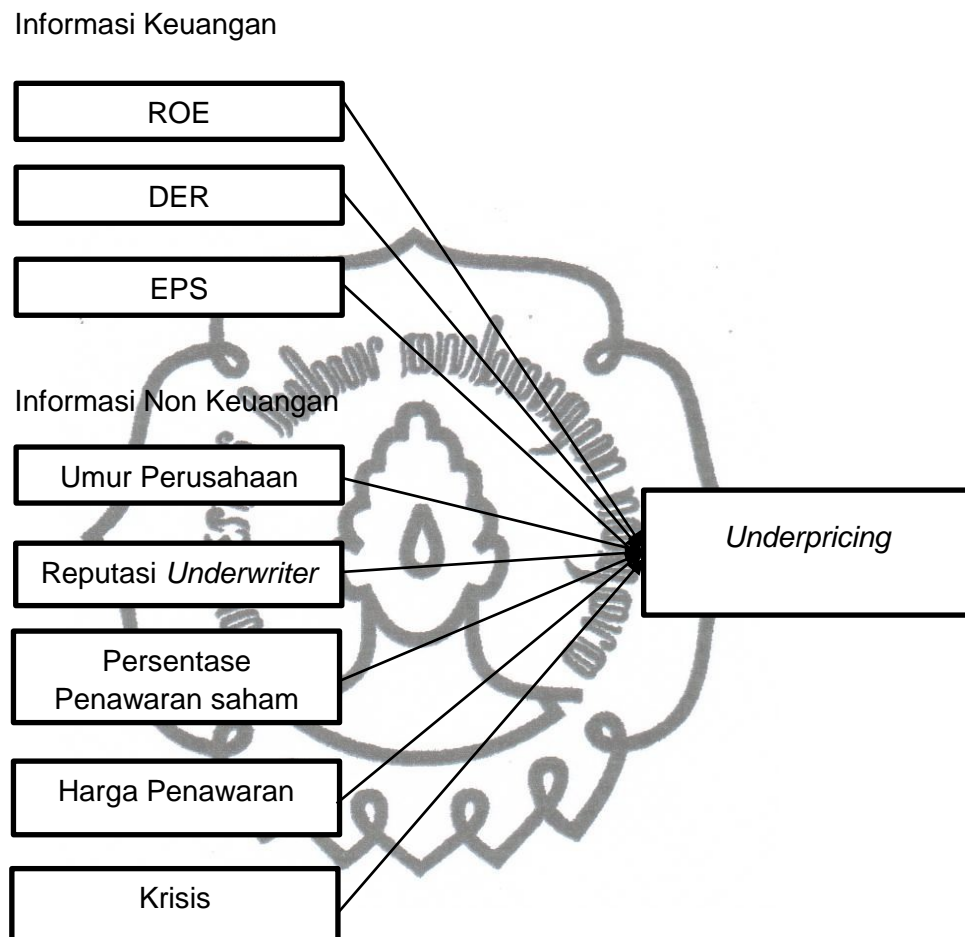 Informasi Keuangan
ROE
DER
EPS
Informasi Non Keuangan
Umur Perusahaan
Reputasi Underwriter
Persentase
Penawaran saham
Harga Penawaran
Krisis
Underpricing